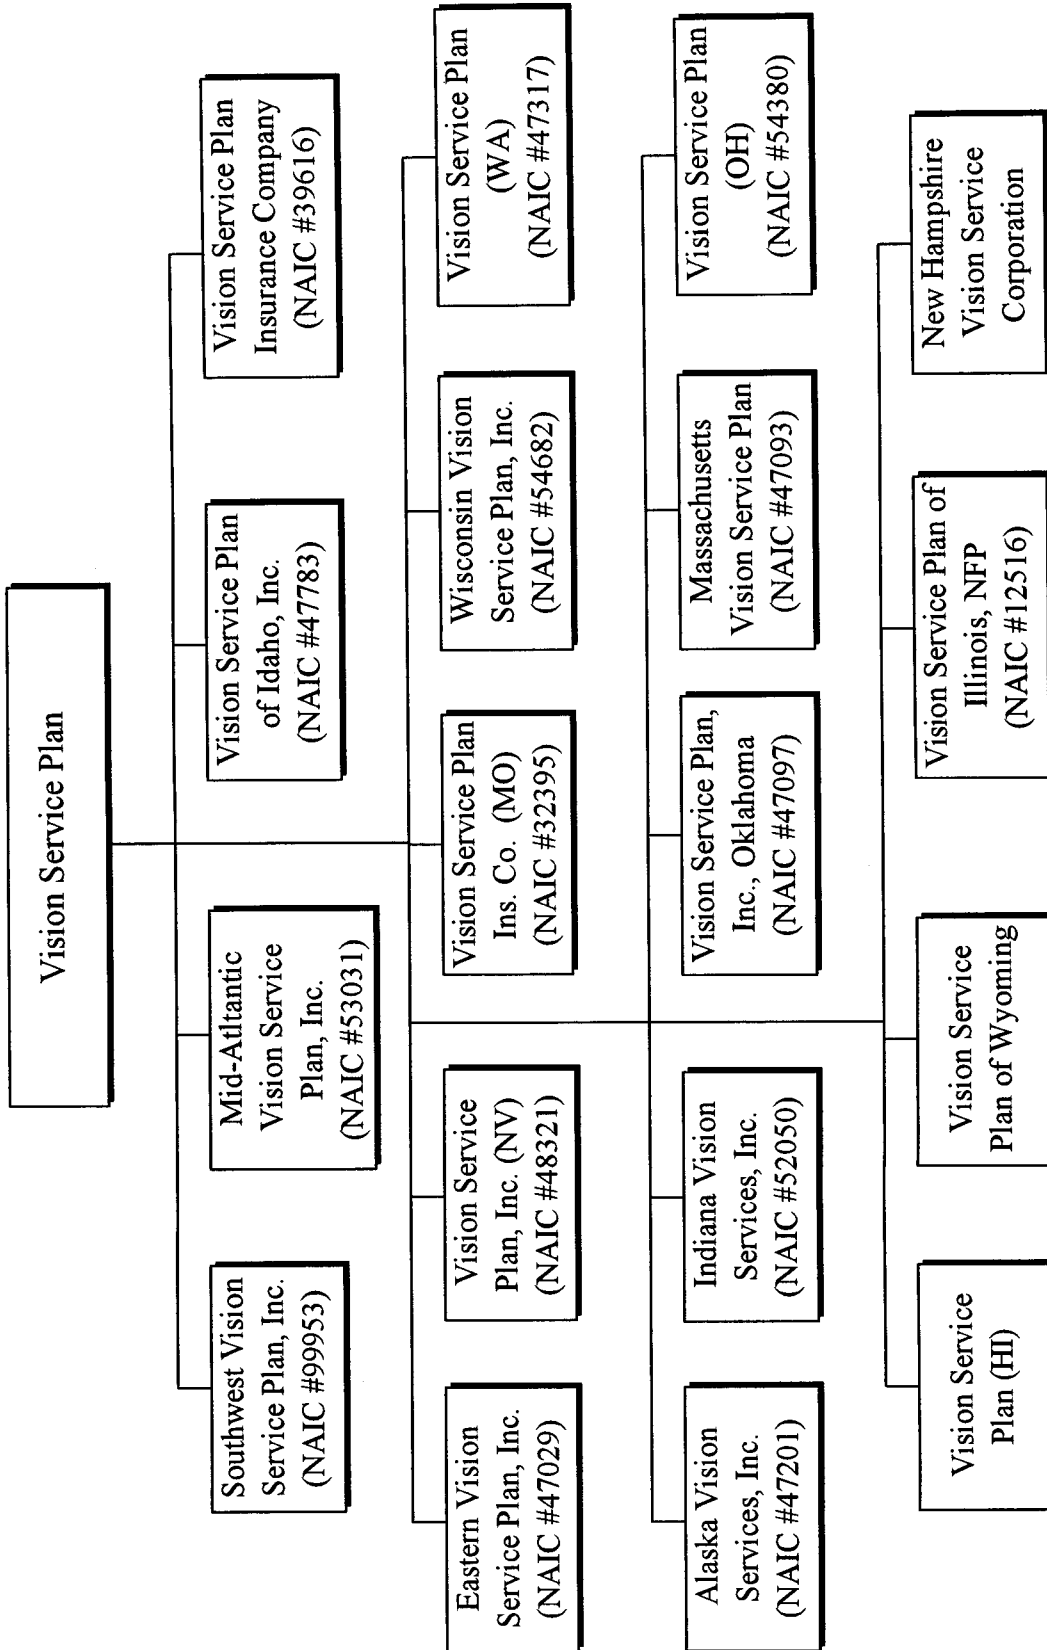 Vision Service Plan
Southwest Vision
Service Plan, Inc.
(NAIC #99953)
Mid-Atltantic
Vision Service
Plan, Inc.
(NAIC #53031)
Vision Service Plan
of Idaho, Inc.
(NAIC #47783)
Vision Service Plan
Insurance Company
(NAIC #39616)
Eastern Vision
Service Plan, Inc.
(NAIC #47029)
Vision Service
Plan, Inc. (NV)
(NAIC #48321)
Vision Service Plan
Ins. Co. (MO)
(NAIC #32395)
Wisconsin Vision
Service Plan, Inc.
(NAIC #54682)
Vision Service Plan
(WA)
(NAIC #47317)
Alaska Vision
Services, Inc.
(NAIC #47201)
Indiana Vision
Services, Inc.
(NAIC #52050)
Vision Service Plan,
Inc., Oklahoma
(NAIC #47097)
Massachusetts
Vision Service Plan
(NAIC #47093)
Vision Service Plan
(OH)
(NAIC #54380)
Vision Service
Plan (HI)
Vision Service
Plan of Wyoming
Vision Service Plan of
Illinois, NFP
(NAIC #12516)
New Hampshire
Vision Service
Corporation